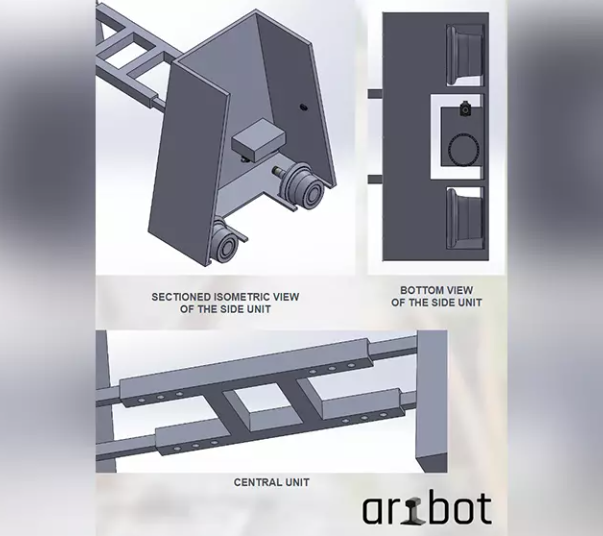 SECTIONED ISOMETRIC VIEW
OF THE SIDE UNIT
BOTTOM VIEW
OF THE SIDE UNIT
CENTRAL UNIT
aribot